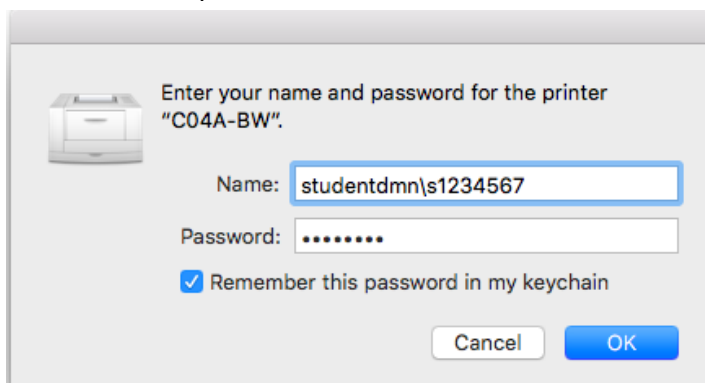 Enter your name and password for the printer
“C04A-BW”.
Name: studentdmn\s1234567
Password: ••••••••
Remember this password in my keychain
Cancel OK